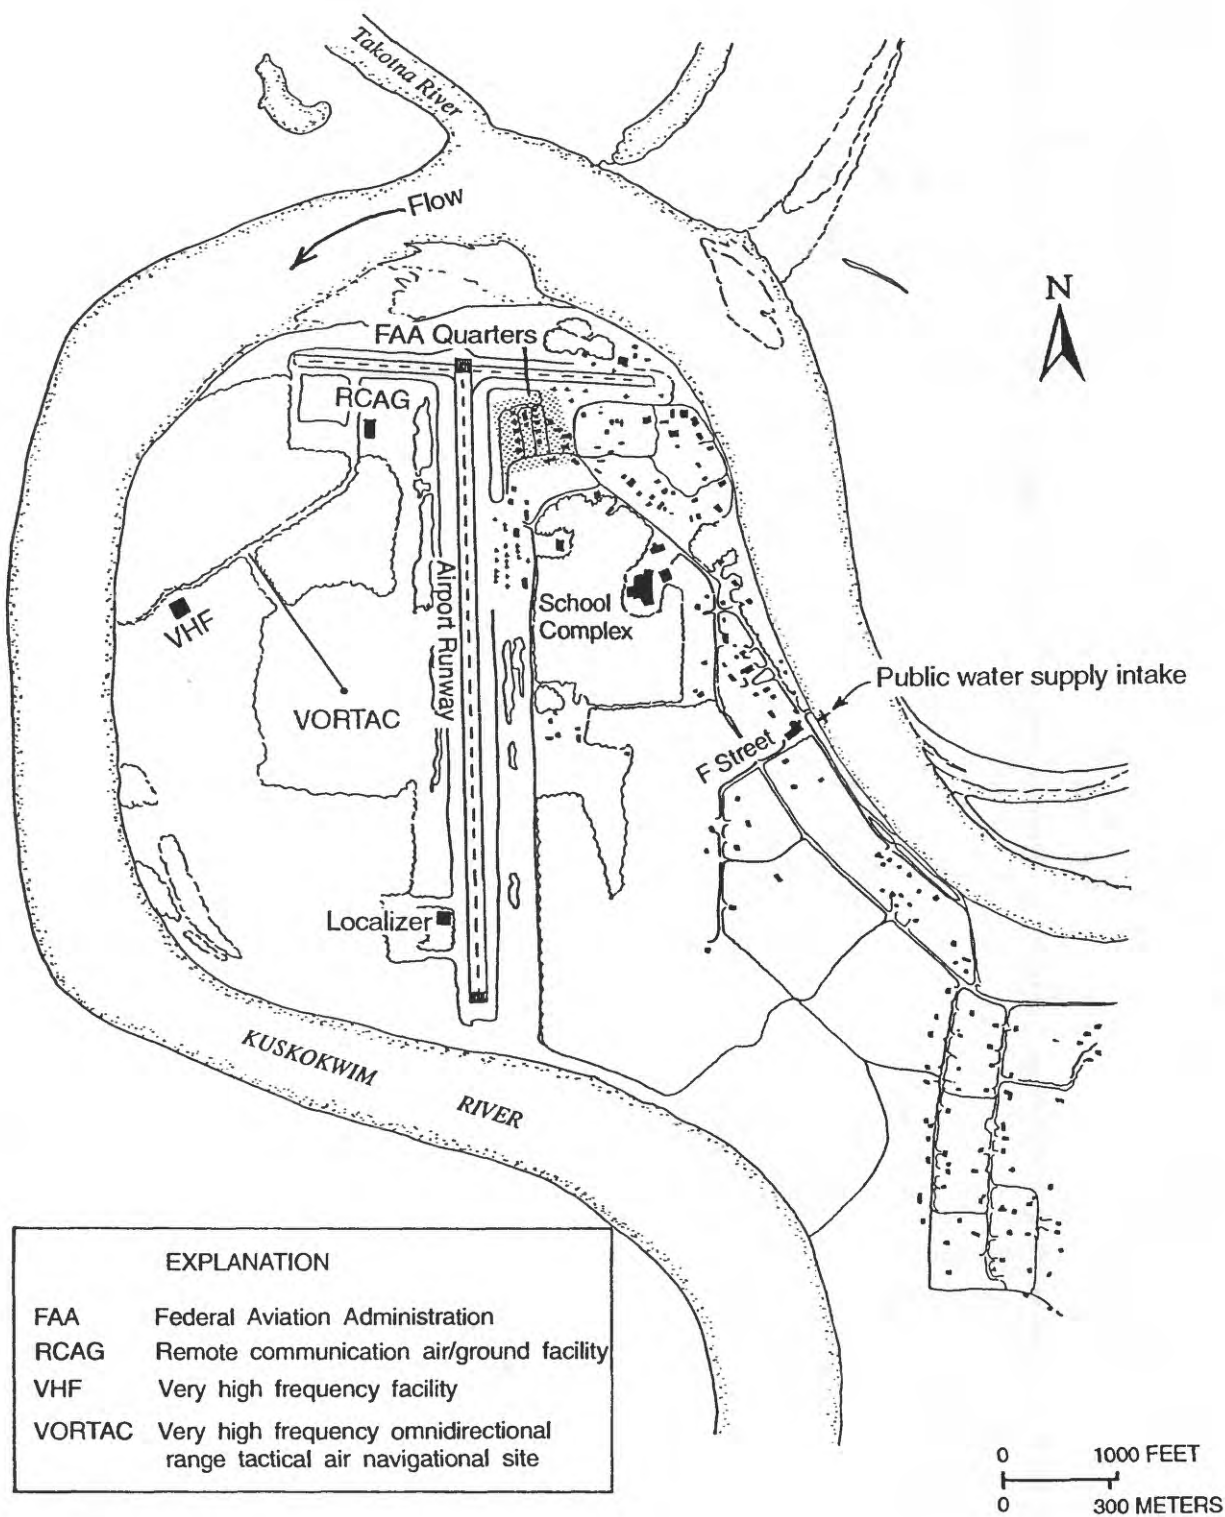 Takotna River
Flow
N
FAA Quarters
RCAG
Airport Runway
School
Complex
VHF
Public water supply intake
VORTAC
F Street
Localizer
KUSKOKWIM
RIVER
EXPLANATION
FAA Federal Aviation Administration
RCAG Remote communication air/ground facility
VHF Very high frequency facility
VORTAC Very high frequency omnidirectional
range tactical air navigational site
0 1000 FEET
0 300 METERS